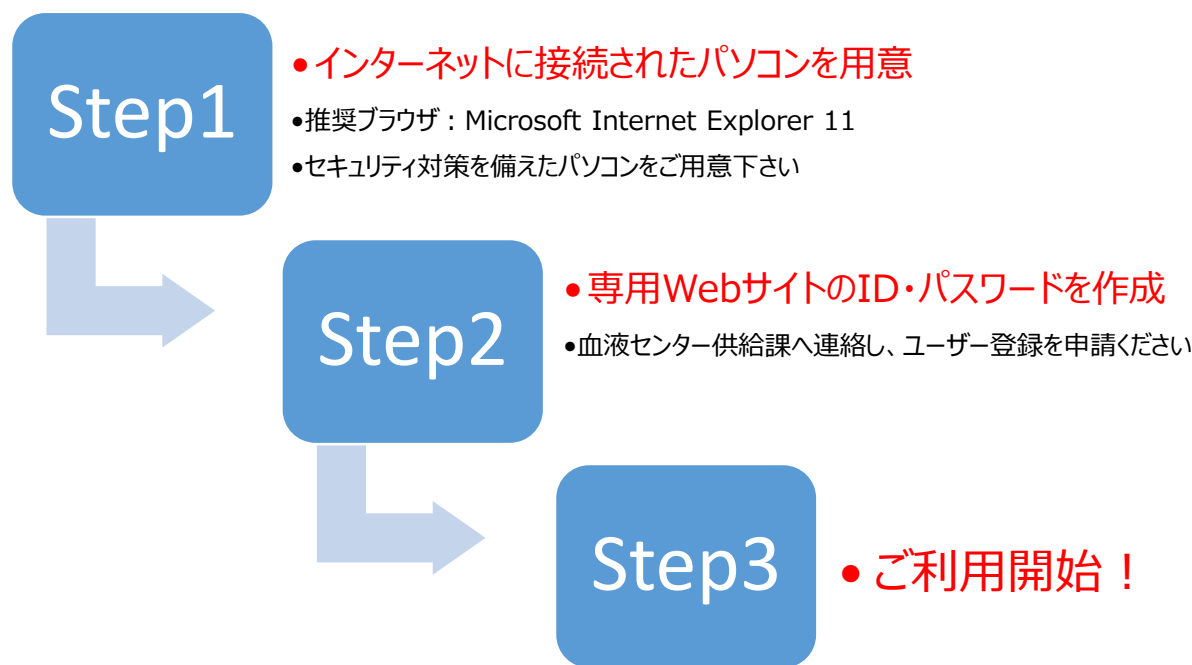 Step1
•インターネットに接続されたパソコンを用意
•推奨ブラウザ：Microsoft Internet Explorer 11
•セキュリティ対策を備えたパソコンをご用意下さい
Step2
•専用WebサイトのID・パスワードを作成
•血液センター供給課へ連絡し、ユーザー登録を申請ください
Step3
•ご利用開始！